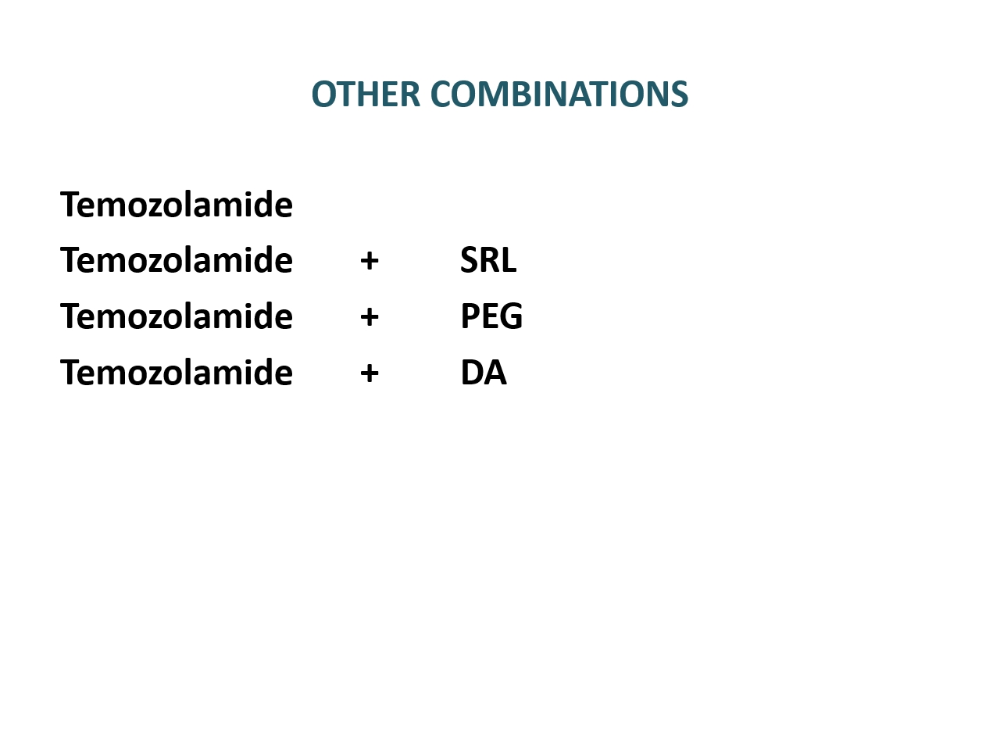 OTHER COMBINATIONS
Temozolamide
Temozolamide + SRL
Temozolamide + PEG
Temozolamide + DA